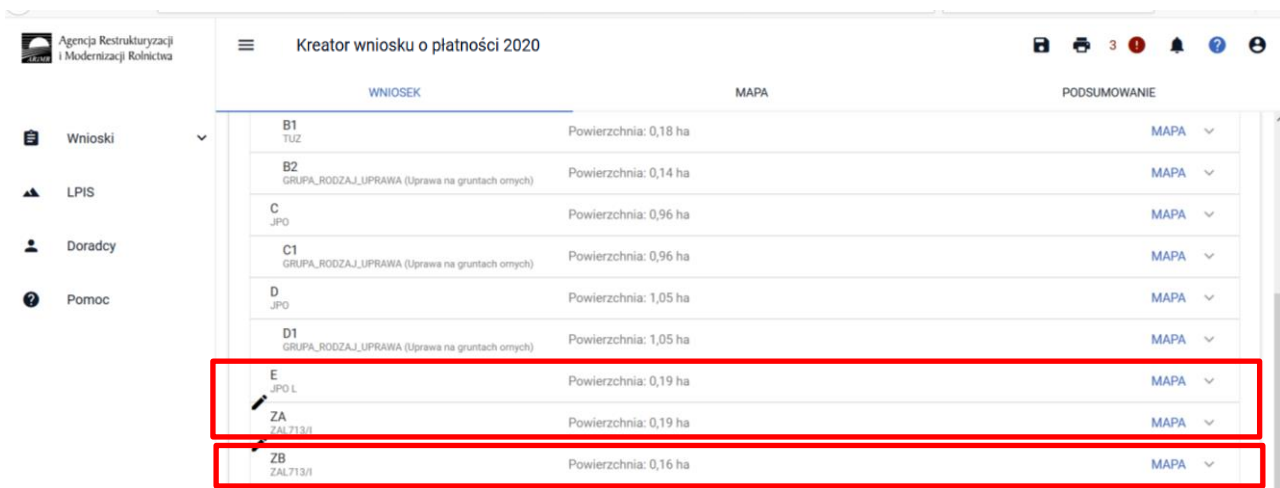 Agencja Restrukturyzacji
i Modernizacji Rolnictwa
ARiMR
Kreator wniosku o płatności 2020
3
WNIOSEK
MAPA
PODSUMOWANIE
Wnioski
LPIS
Doradcy
Pomoc
B1
TUZ
Powierzchnia: 0,18 ha
MAPA
B2
GRUPA_RODZAJ_UPRAWA (Uprawa na gruntach ornych)
Powierzchnia: 0,14 ha
MAPA
C
JPO
Powierzchnia: 0,96 ha
MAPA
C1
GRUPA_RODZAJ_UPRAWA (Uprawa na gruntach ornych)
Powierzchnia: 0,96 ha
MAPA
D
JPO
Powierzchnia: 1,05 ha
MAPA
D1
GRUPA_RODZAJ_UPRAWA (Uprawa na gruntach ornych)
Powierzchnia: 1,05 ha
MAPA
E
JPO L
Powierzchnia: 0,19 ha
MAPA
ZA
ZAL713/I
Powierzchnia: 0,19 ha
MAPA
ZB
ZAL713/I
Powierzchnia: 0,16 ha
MAPA